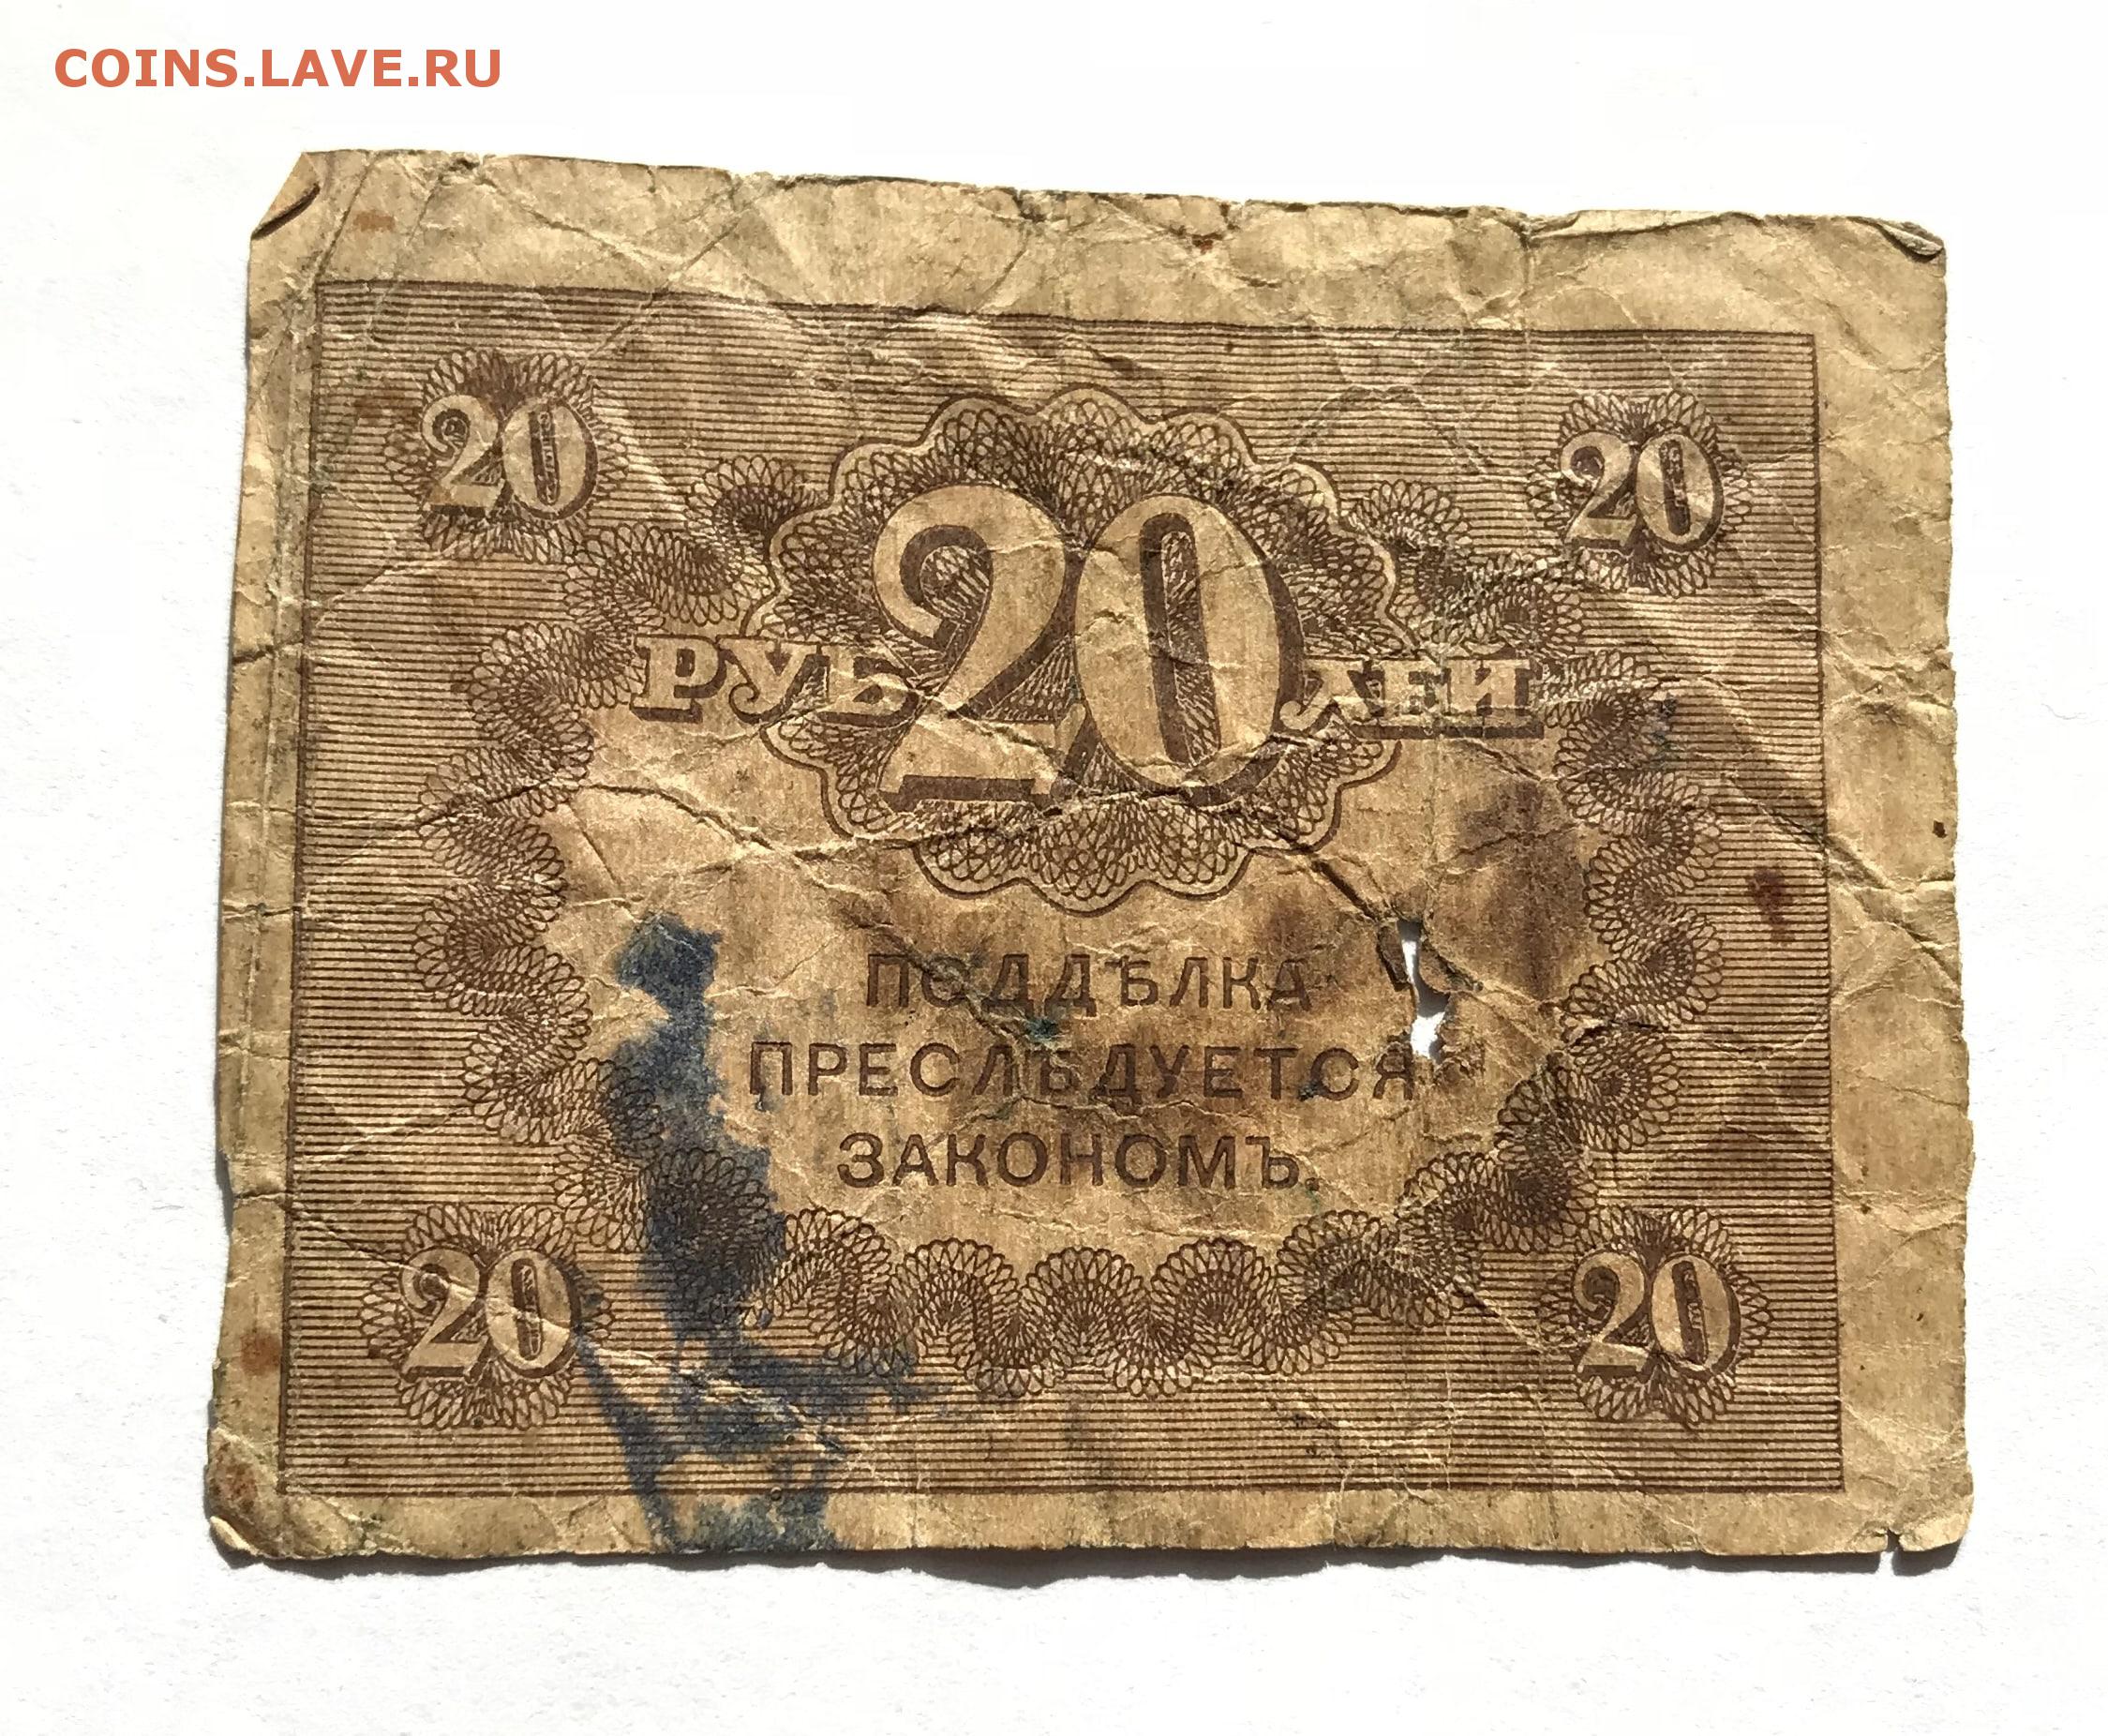 COINS.LAVE.RU
20 20
20
РУБ ЛЕЙ
ПОДДѢЛКА
ПРЕСЛѢДУЕТСЯ
ЗАКОНОМЪ.
20 20